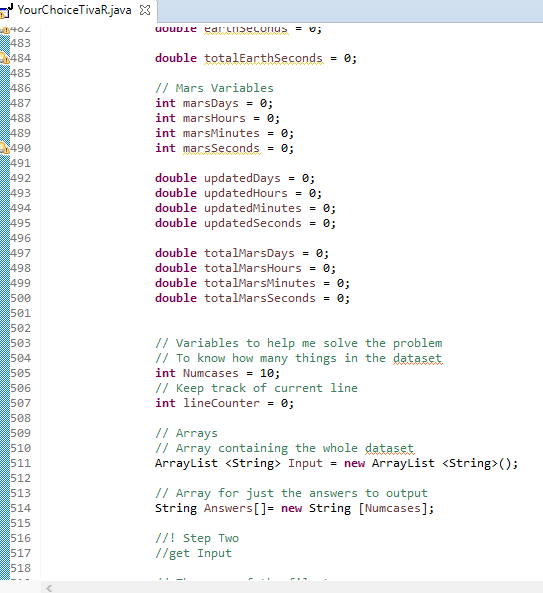 YourChoiceTivaR.java
482 double earthSeconds = 0;
483
484 double totalEarthSeconds = 0;
485
486 // Mars Variables
487 int marsDays = 0;
488 int marsHours = 0;
489 int marsMinutes = 0;
490 int marsSeconds = 0;
491
492 double updatedDays = 0;
493 double updatedHours = 0;
494 double updatedMinutes = 0;
495 double updatedSeconds = 0;
496
497 double totalMarsDays = 0;
498 double totalMarsHours = 0;
499 double totalMarsMinutes = 0;
500 double totalMarsSeconds = 0;
501
502
503 // Variables to help me solve the problem
504 // To know how many things in the dataset
505 int Numcases = 10;
506 // Keep track of current line
507 int lineCounter = 0;
508
509 // Arrays
510 // Array containing the whole dataset
511 ArrayList <String> Input = new ArrayList <String>();
512
513 // Array for just the answers to output
514 String Answers[]= new String [Numcases];
515
516 //! Step Two
517 //get Input
518